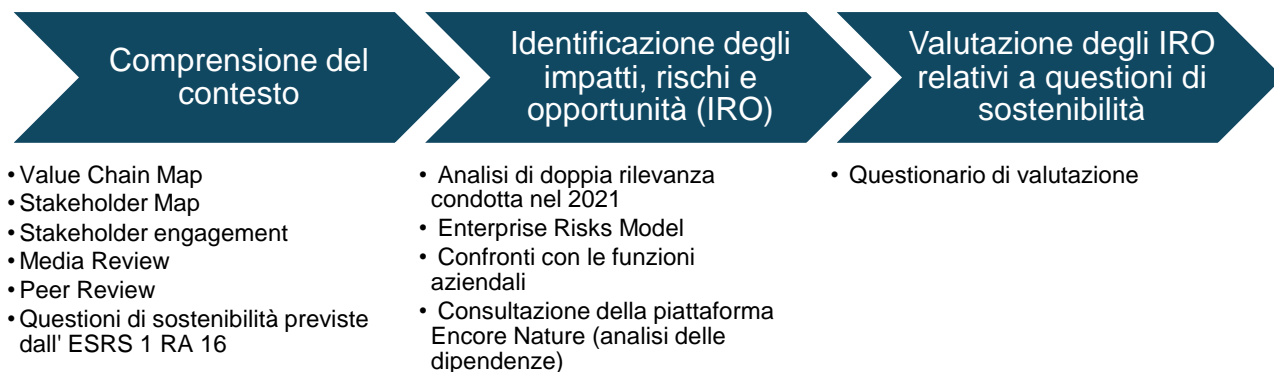 Comprensione del
contesto
Identificazione degli
impatti, rischi e
opportunità (IRO)
Valutazione degli IRO
relativi a questioni di
sostenibilità
• Value Chain Map
• Stakeholder Map
• Stakeholder engagement
• Media Review
• Peer Review
• Questioni di sostenibilità previste
dall' ESRS 1 RA 16
• Analisi di doppia rilevanza
condotta nel 2021
• Enterprise Risks Model
• Confronti con le funzioni
aziendali
• Consultazione della piattaforma
Encore Nature (analisi delle
dipendenze)
• Questionario di valutazione